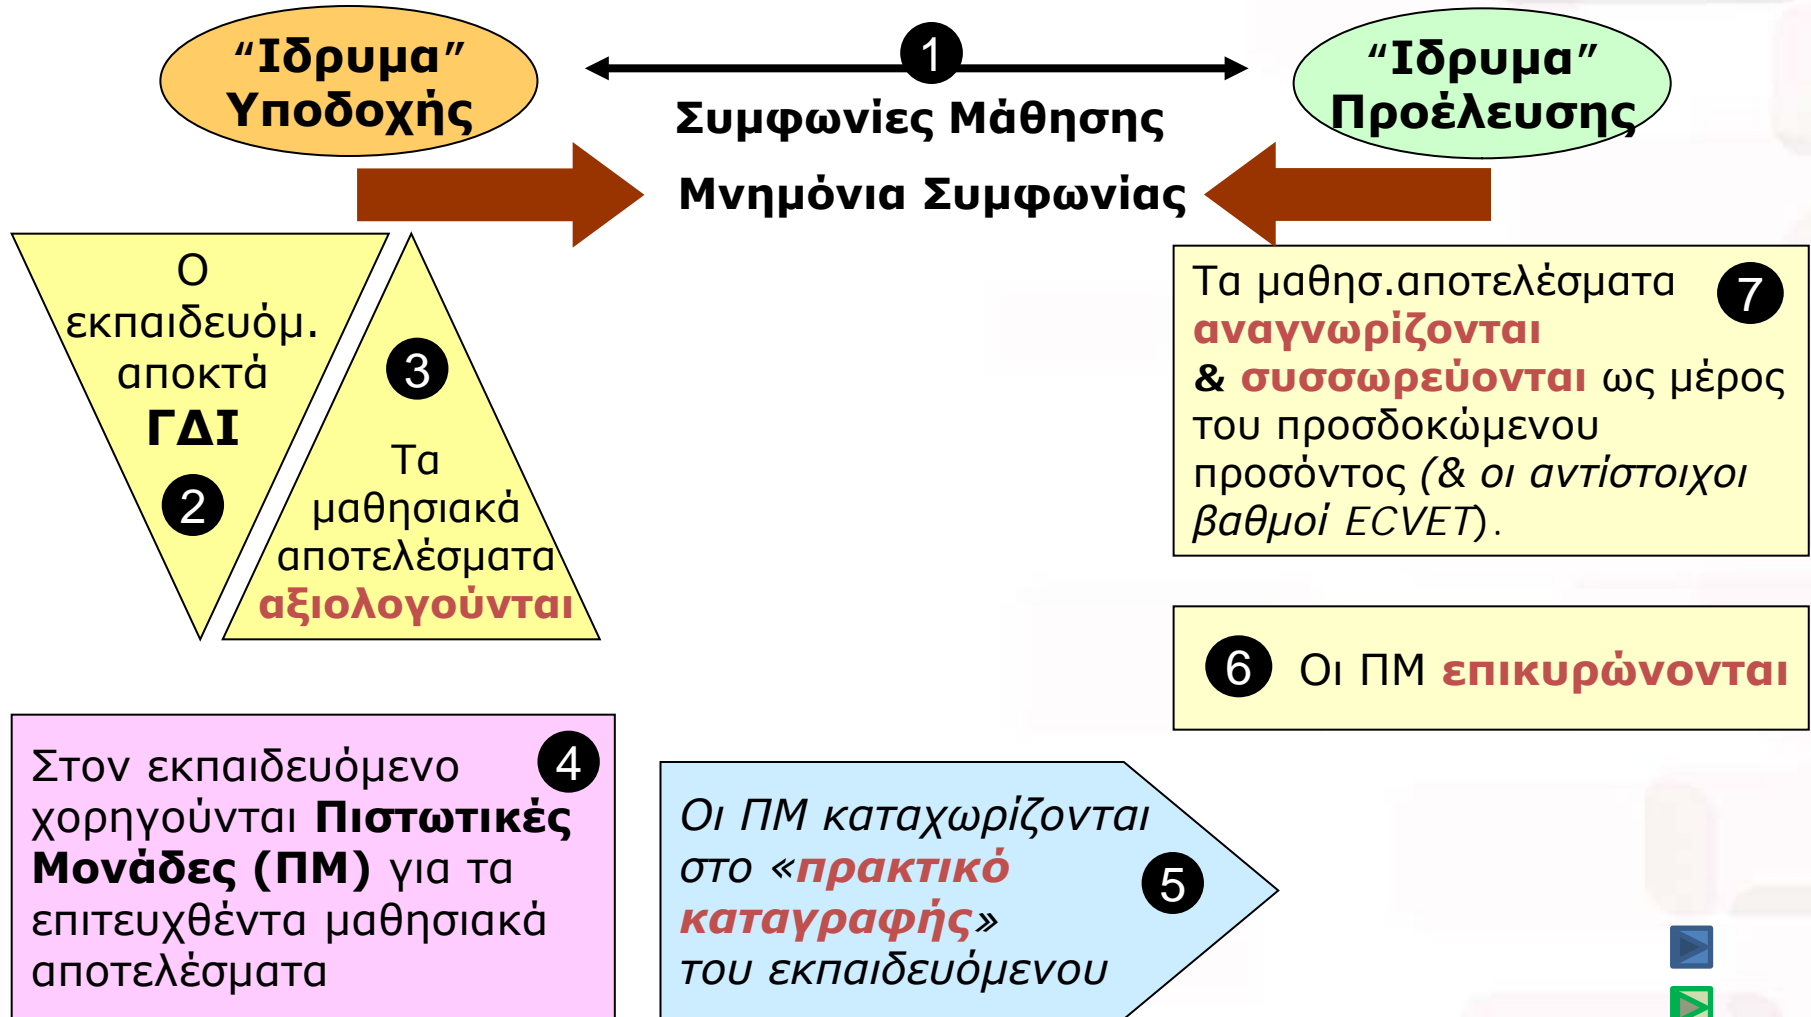 “Ιδρυμα”
Υποδοχής
1
“Ιδρυμα”
Προέλευσης
Συμφωνίες Μάθησης
Μνημόνια Συμφωνίας
Ο
εκπαιδευόμ.
αποκτά
ΓΔΙ
2
3
Τα
μαθησιακά
αποτελέσματα
αξιολογούνται
4
Στον εκπαιδευόμενο
χορηγούνται Πιστωτικές
Μονάδες (ΠΜ) για τα
επιτευχθέντα μαθησιακά
αποτελέσματα
Οι ΠΜ καταχωρίζονται
στο «πρακτικό
καταγραφής»
του εκπαιδευόμενου
5
6 Οι ΠΜ επικυρώνονται
7
Τα μαθησ.αποτελέσματα
αναγνωρίζονται
& συσσωρεύονται ως μέρος
του προσδοκώμενου
προσόντος (& οι αντίστοιχοι
βαθμοί ECVET).